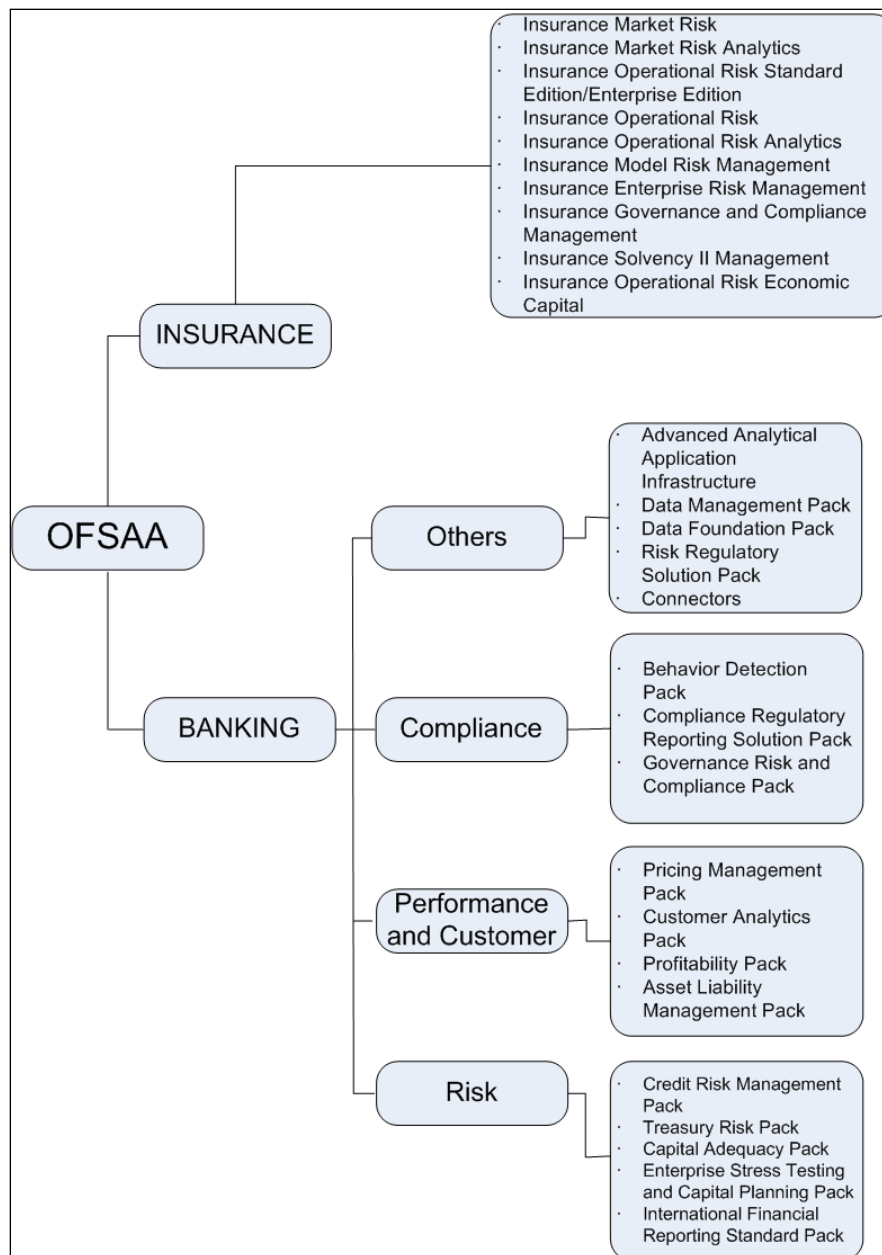 · Insurance Market Risk
· Insurance Market Risk Analytics
· Insurance Operational Risk Standard
Edition/Enterprise Edition
· Insurance Operational Risk
· Insurance Operational Risk Analytics
· Insurance Model Risk Management
· Insurance Enterprise Risk Management
· Insurance Governance and Compliance
Management
· Insurance Solvency II Management
· Insurance Operational Risk Economic
Capital
INSURANCE
OFSAA
BANKING
Others
· Advanced Analytical
Application
Infrastructure
· Data Management Pack
· Data Foundation Pack
· Risk Regulatory
Solution Pack
· Connectors
Compliance
· Behavior Detection
Pack
· Compliance Regulatory
Reporting Solution Pack
· Governance Risk and
Compliance Pack
Performance
and Customer
· Pricing Management
Pack
· Customer Analytics
Pack
· Profitability Pack
· Asset Liability
Management Pack
Risk
· Credit Risk Management
Pack
· Treasury Risk Pack
· Capital Adequacy Pack
· Enterprise Stress Testing
and Capital Planning Pack
· International Financial
Reporting Standard Pack